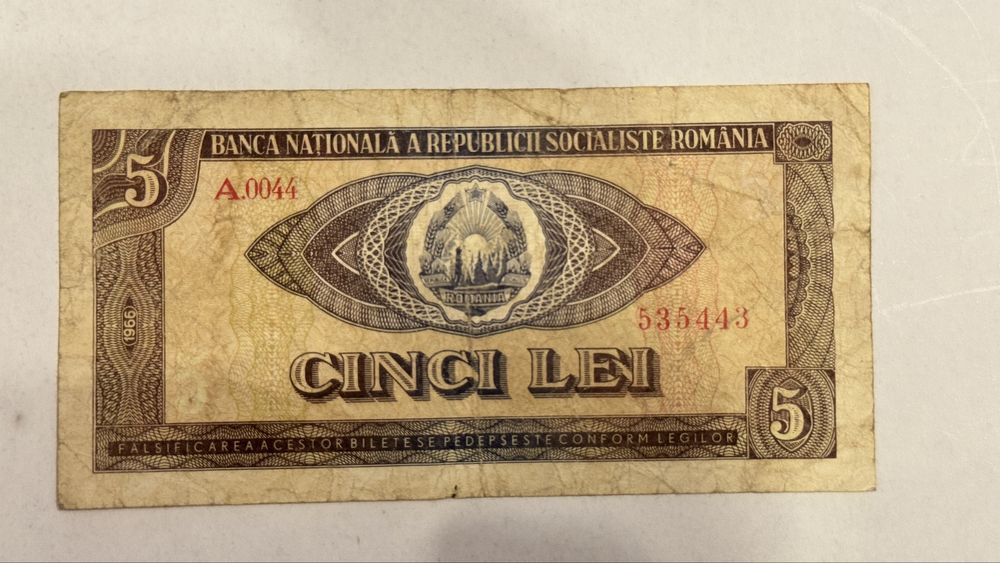 5
BANCA NAȚIONALĂ A REPUBLICII SOCIALISTE ROMÂNIA
A.0044
ROMÂNIA
1966
535443
CINCI LEI
5
FALSIFICAREA ACESTOR BILETE SE PEDEPSEȘTE CONFORM LEGILOR